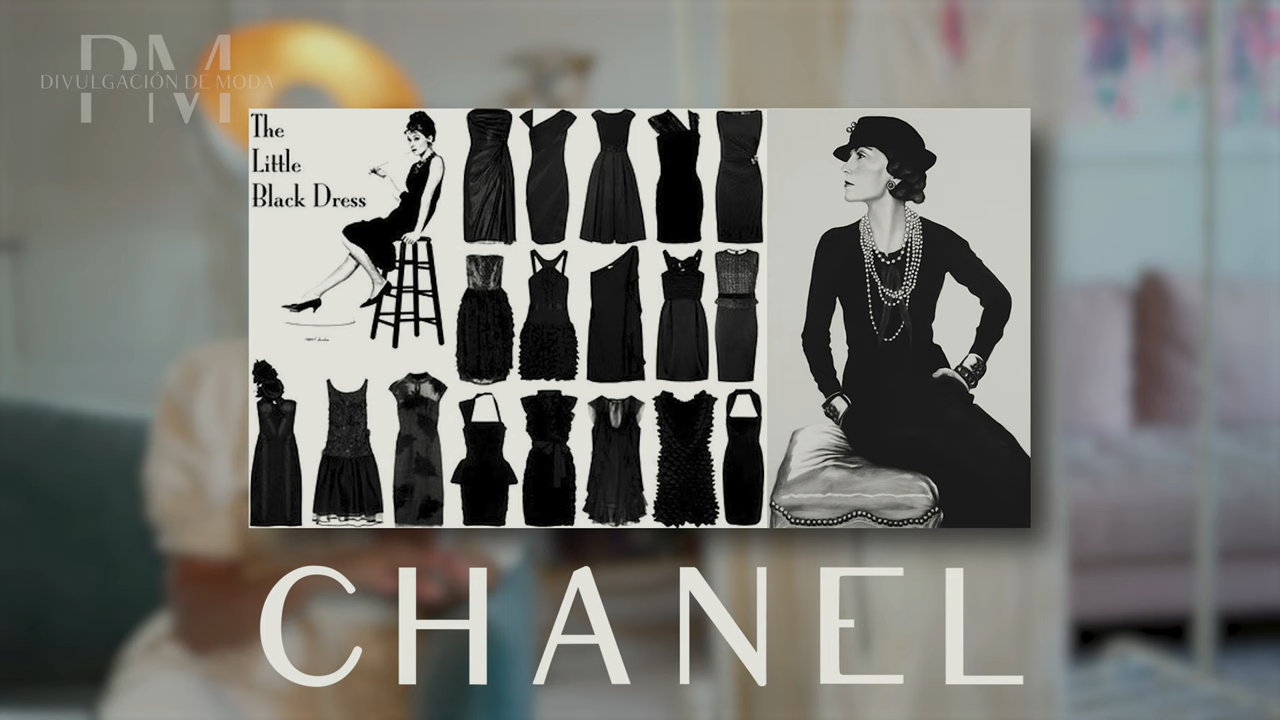 PM
DIVULGACIÓN DE MODA
The
Little
Black Dress
CHANEL